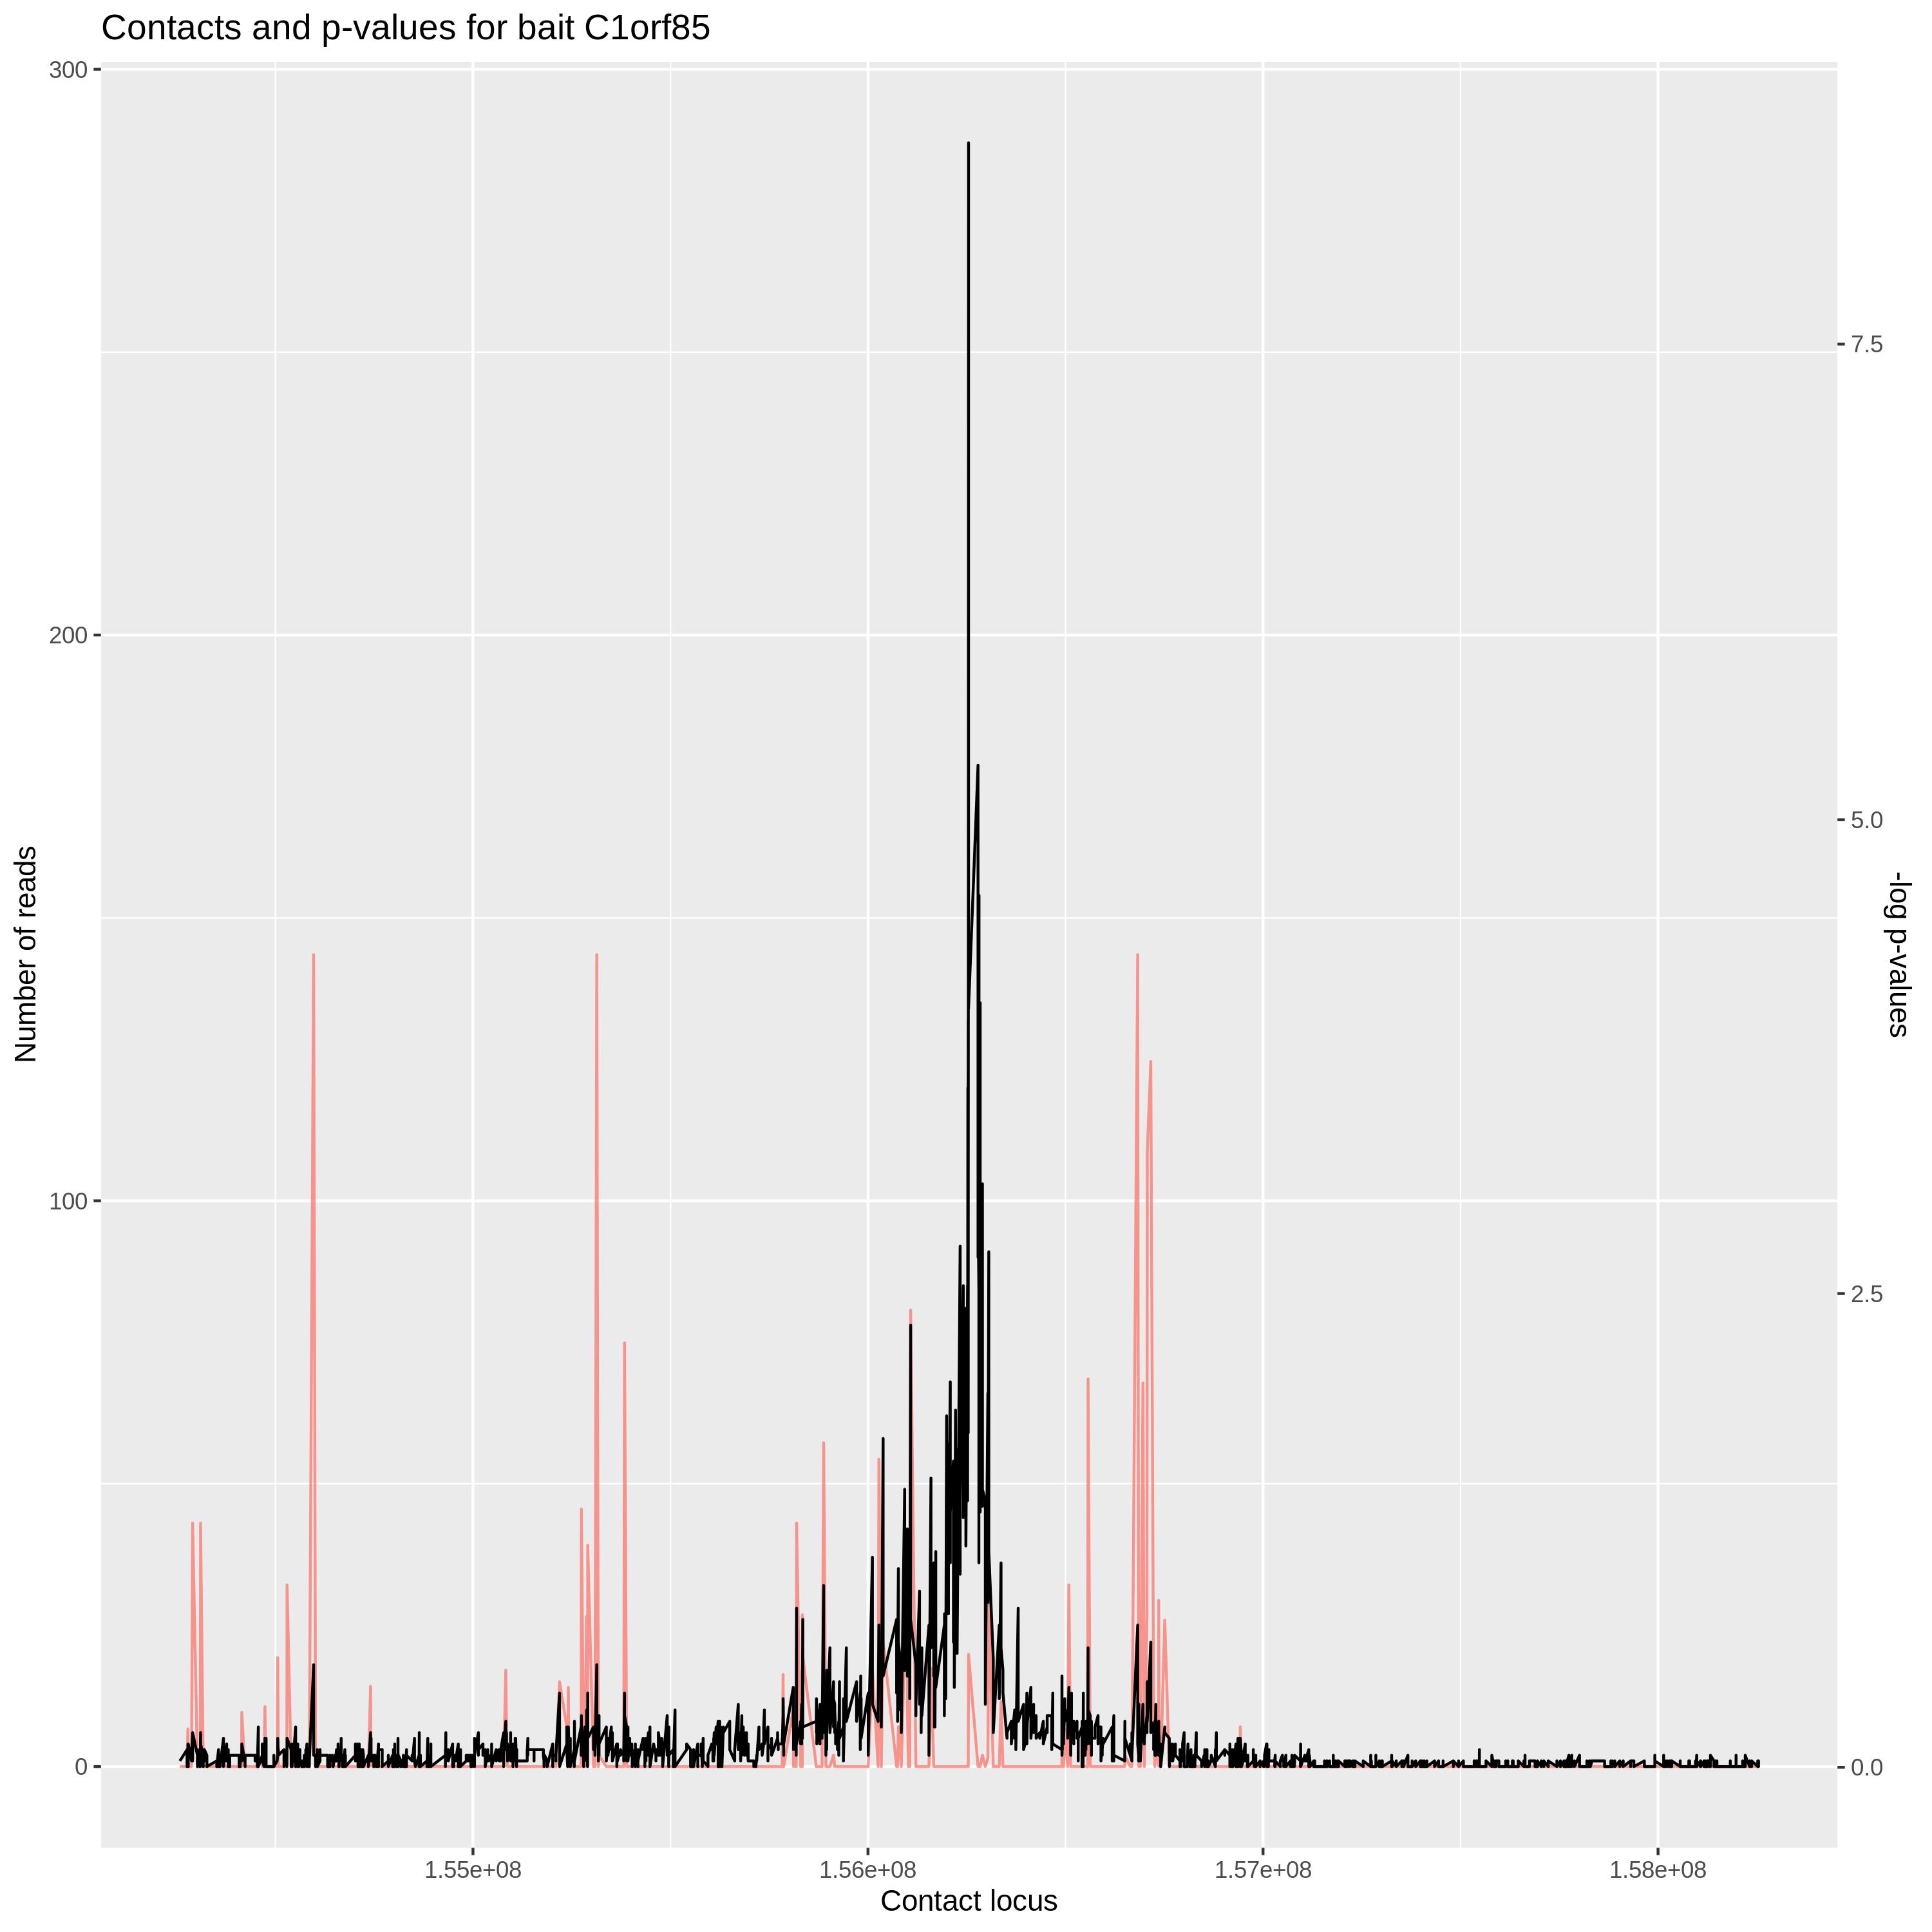 Contacts and p-values for bait C1orf85
300
200
100
0
Number of reads
7.5
5.0
2.5
0.0
-log p-values
1.55e+08 1.56e+08 1.57e+08 1.58e+08
Contact locus